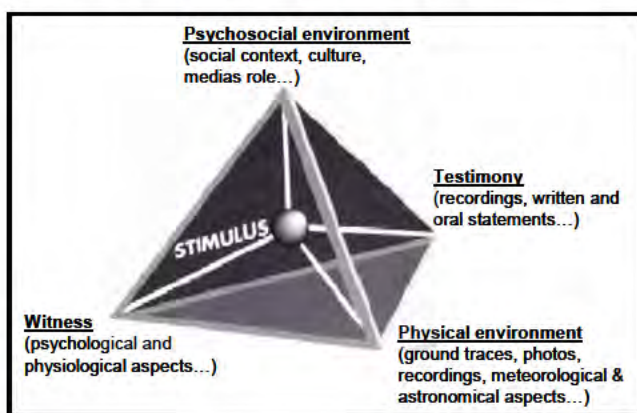 Psychosocial environment
(social context, culture,
medias role…)
Testimony
(recordings, written and
oral statements…)
STIMULUS
Witness
(psychological and
physiological aspects…)
Physical environment
(ground traces, photos,
recordings, meteorological &
astronomical aspects…)